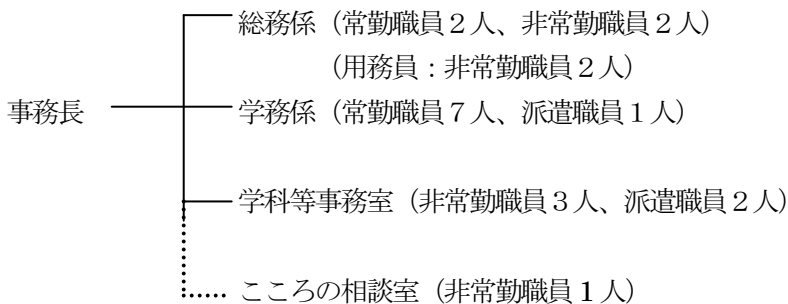 総務係（常勤職員２人、非常勤職員２人）
（用務員：非常勤職員２人）
事務長
学務係（常勤職員７人、派遣職員１人）
学科等事務室（非常勤職員３人、派遣職員２人）
こころの相談室（非常勤職員１人）